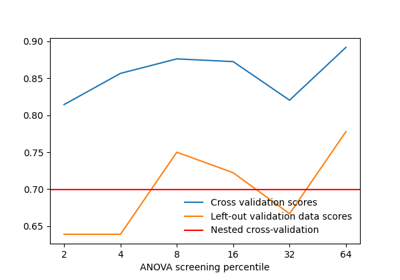 0.90
0.85
0.80
0.75
0.70
0.65
Cross validation scores
Left-out validation data scores
Nested cross-validation
2 4 8 16 32 64
ANOVA screening percentile